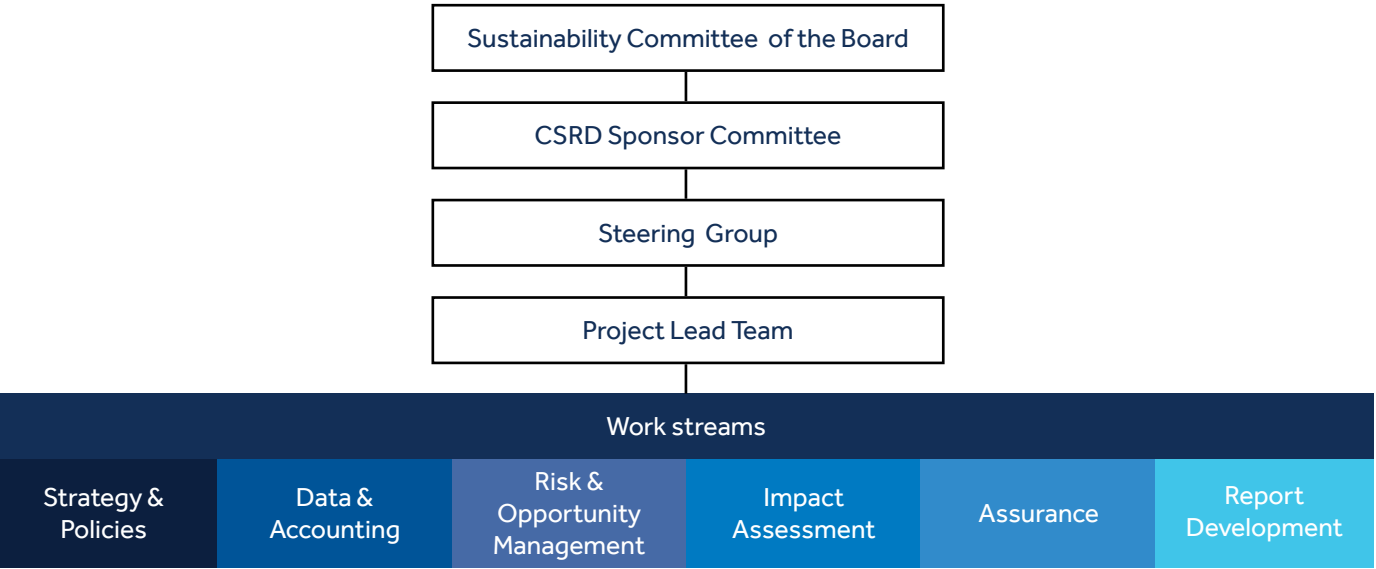 Sustainability Committee of the Board
CSRD Sponsor Committee
Steering Group
Project Lead Team
Work streams
Strategy &
Policies
Data &
Accounting
Risk &
Opportunity
Management
Impact
Assessment
Assurance
Report
Development